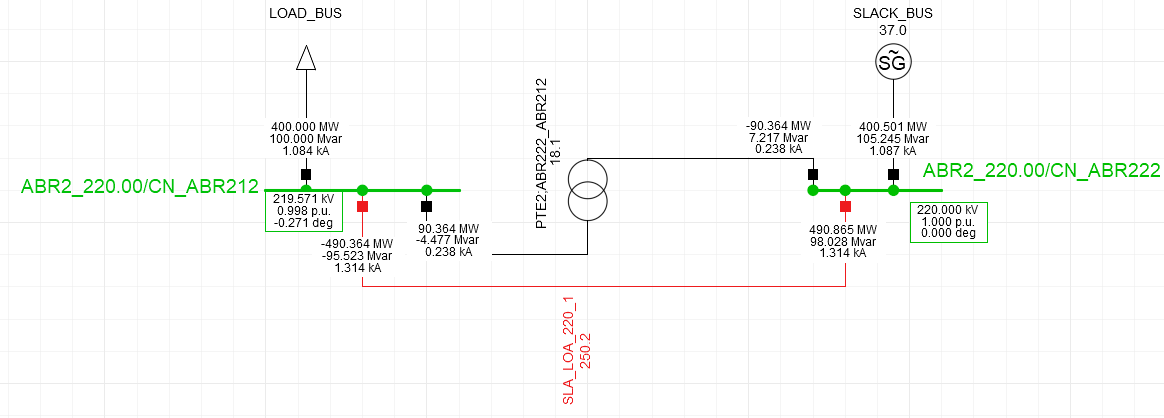 LOAD_BUS
SLACK_BUS
37.0
~
SG
400.000 MW
100.000 Mvar
1.084 kA
PTE2:ABR222_ABR212
18.1
-90.364 MW
7.217 Mvar
0.238 kA
400.501 MW
105.245 Mvar
1.087 kA
ABR2_220.00/CN_ABR212
ABR2_220.00/CN_ABR222
219.571 kV
0.998 p.u.
-0.271 deg
220.000 kV
1.000 p.u.
0.000 deg
-490.364 MW
-95.523 Mvar
1.314 kA
90.364 MW
-4.477 Mvar
0.238 kA
490.865 MW
98.028 Mvar
1.314 kA
SLA_LOA_220_1
250.2